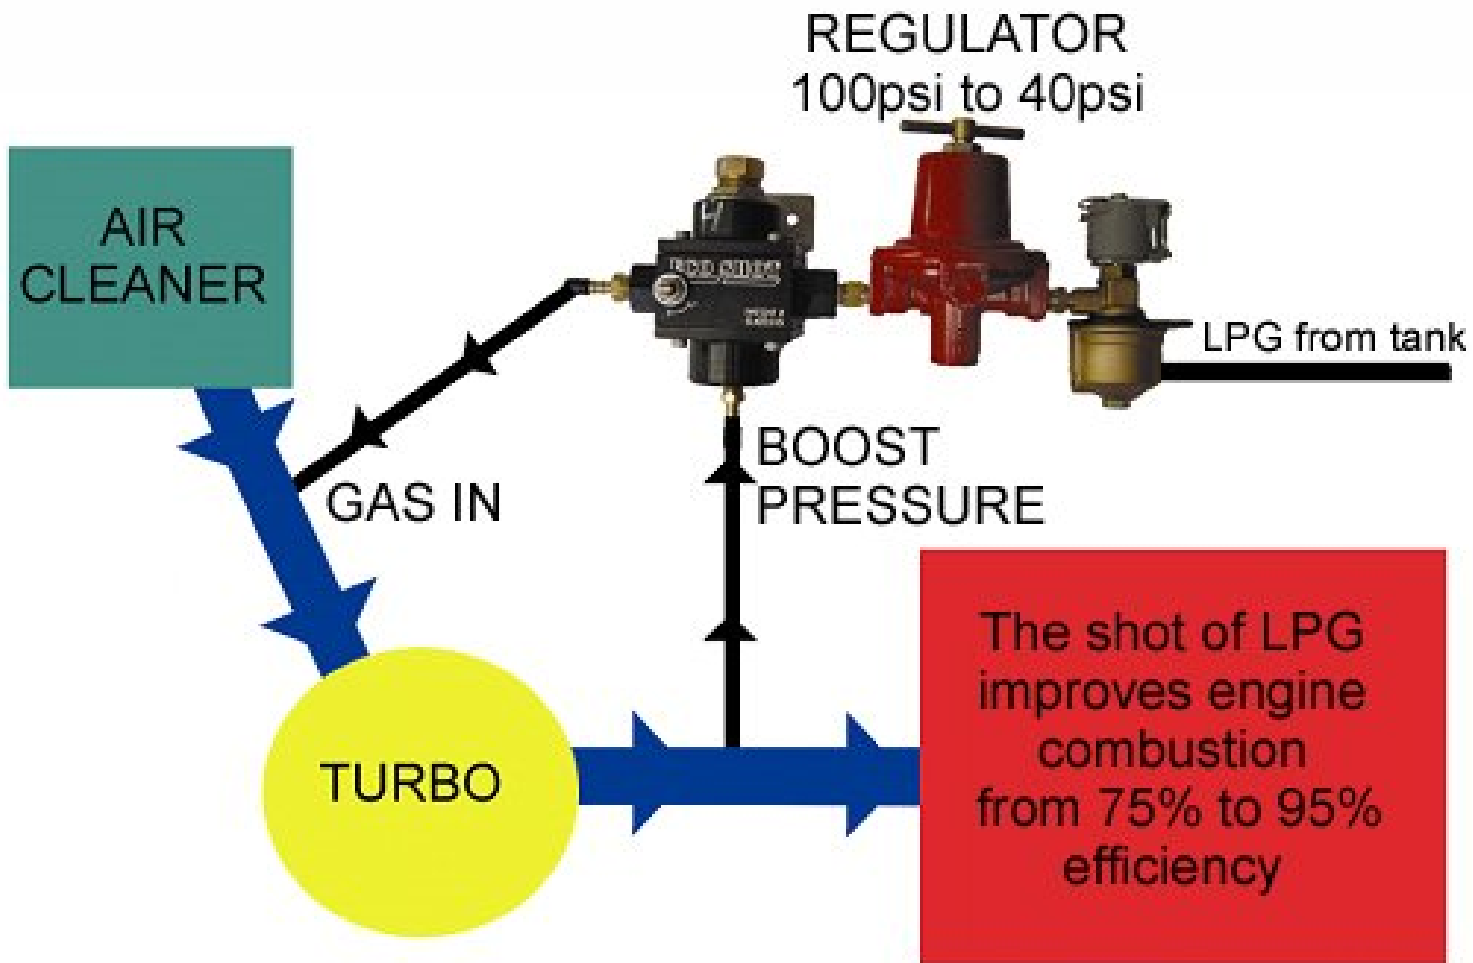 REGULATOR
100psi to 40psi
AIR
CLEANER
LPG from tank
GAS IN
BOOST
PRESSURE
TURBO
The shot of LPG
improves engine
combustion
from 75% to 95%
efficiency